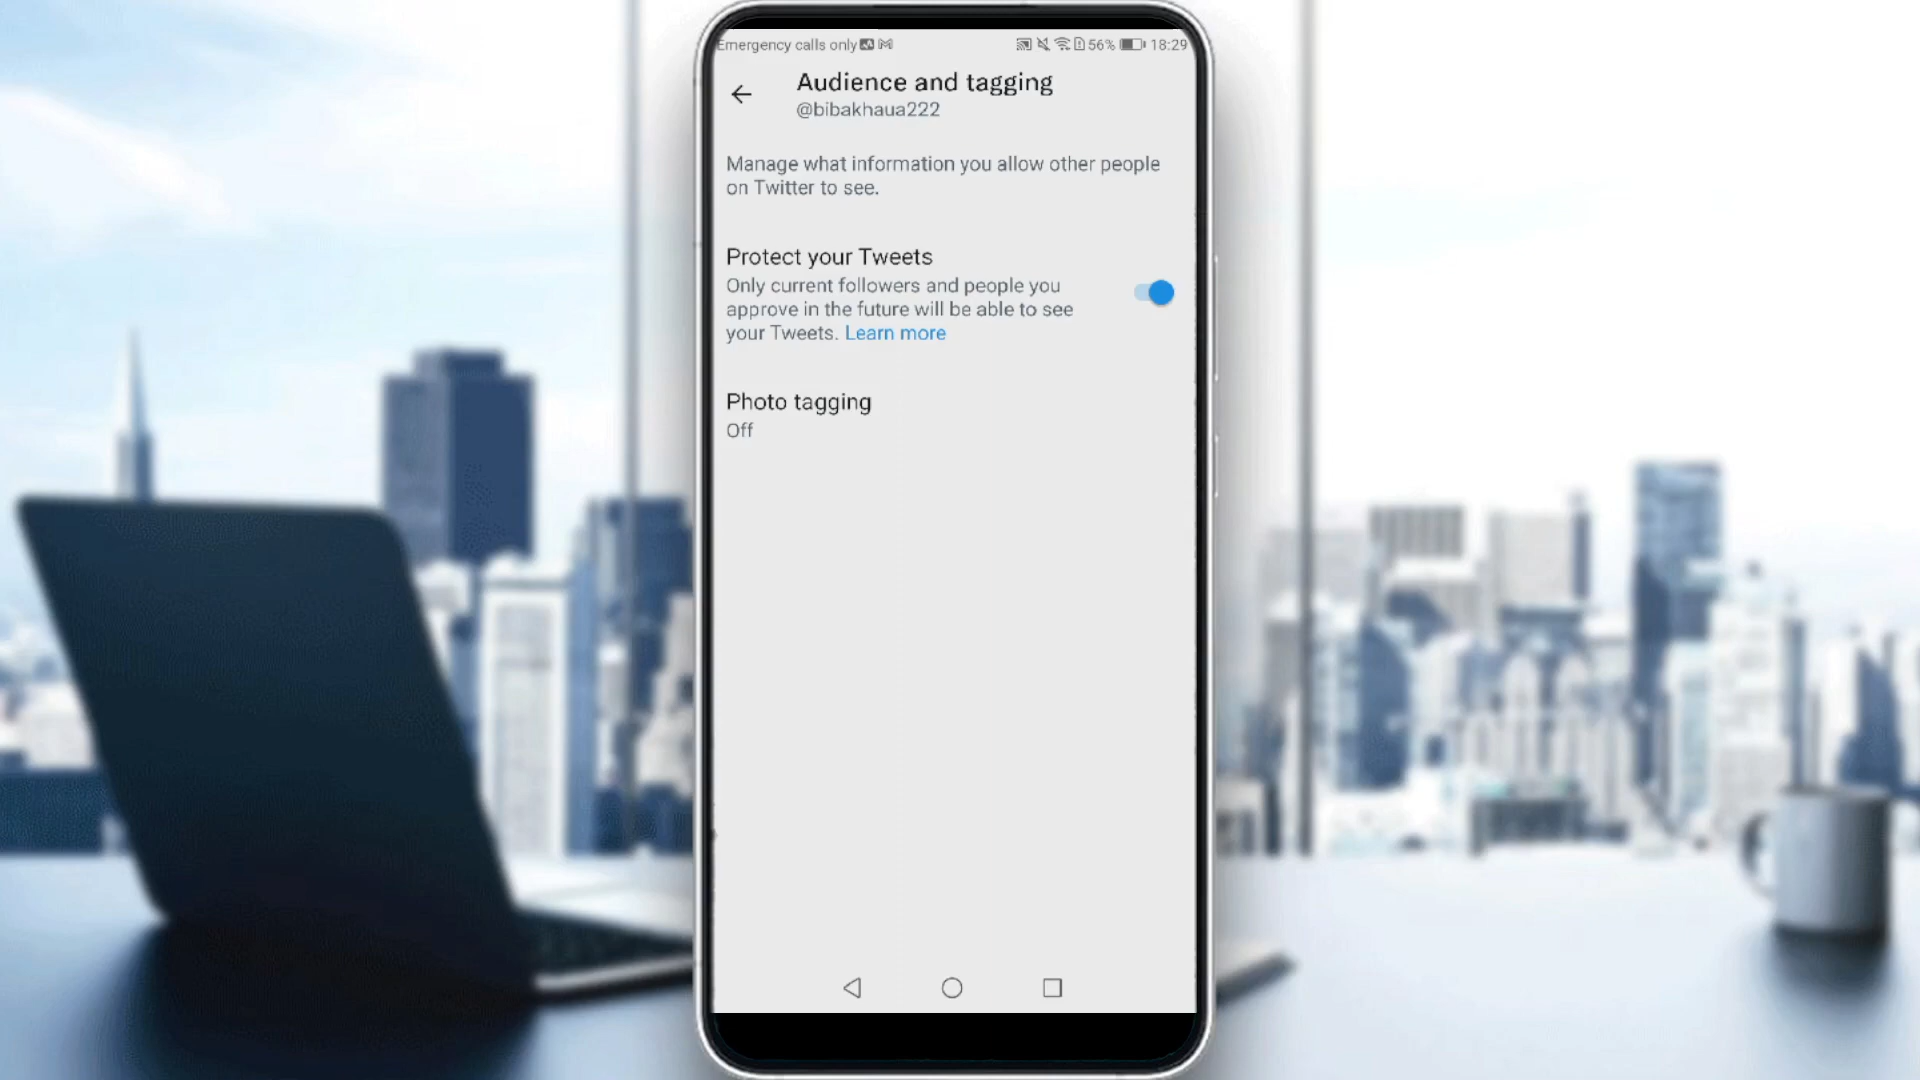 Emergency calls only 56% 18:29
Audience and tagging
@bibakhaua222
Manage what information you allow other people
on Twitter to see.
Protect your Tweets
Only current followers and people you
approve in the future will be able to see
your Tweets. Learn more
Photo tagging
Off